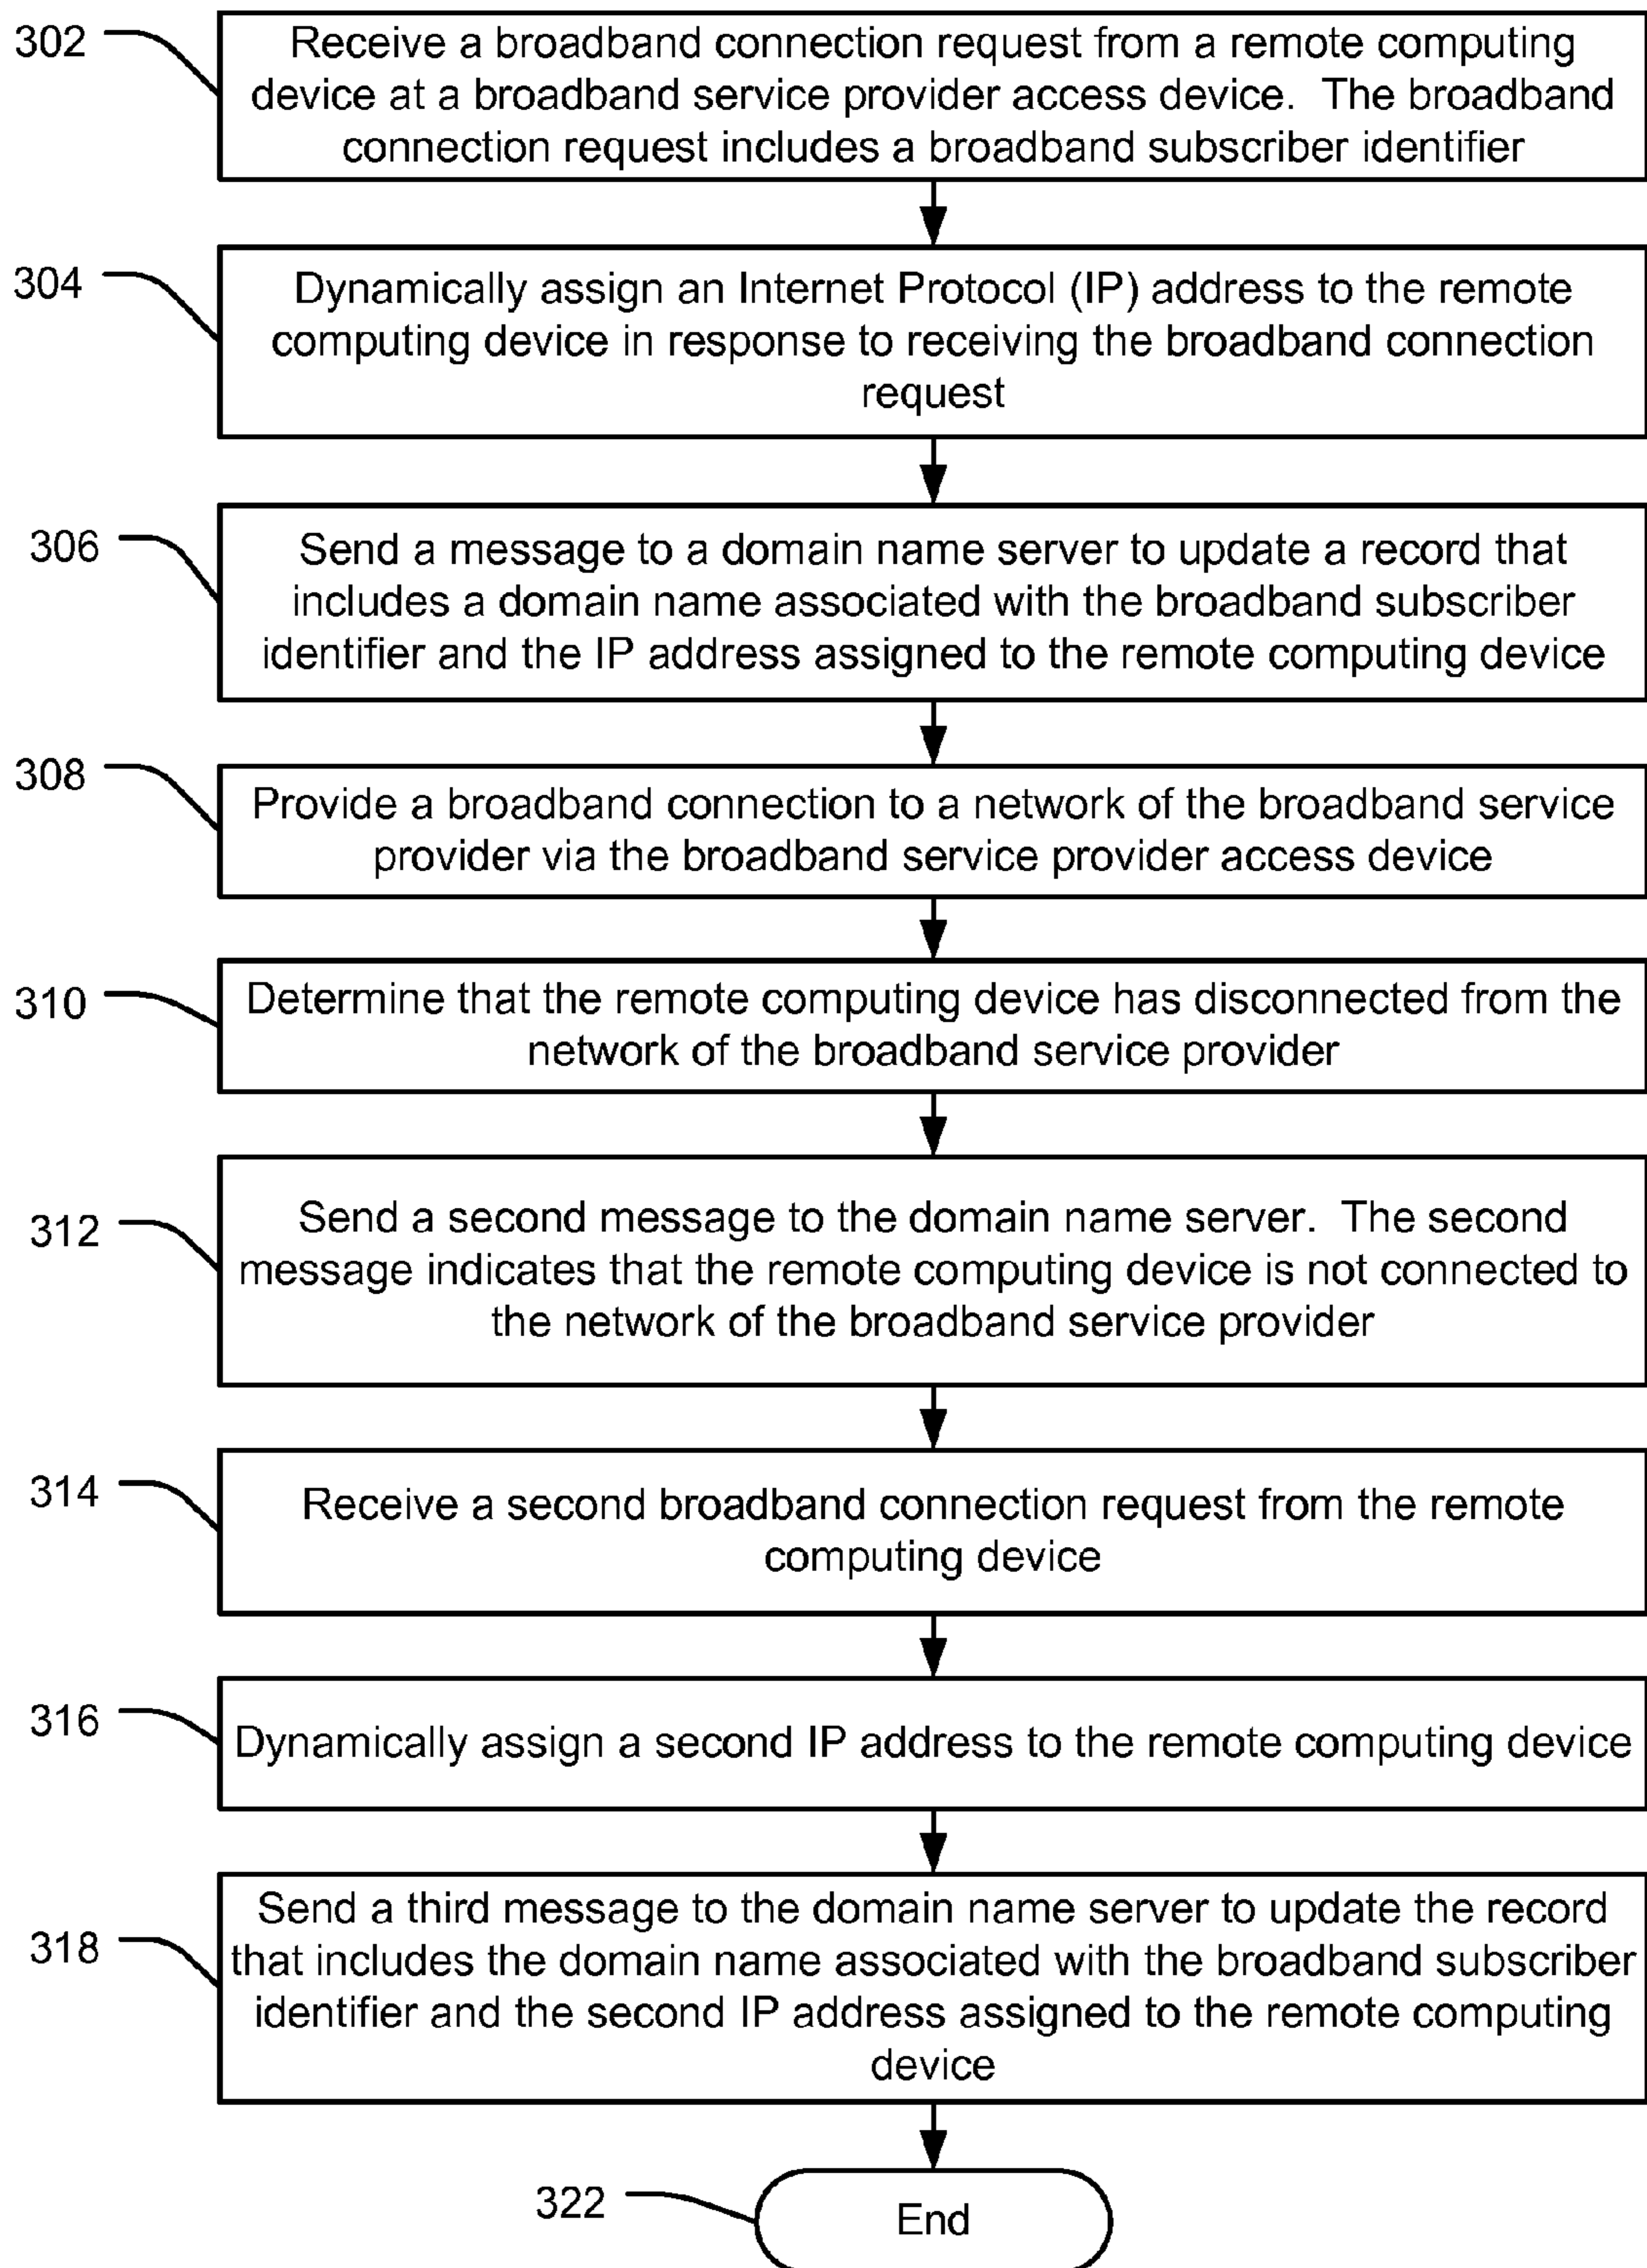 302
Receive a broadband connection request from a remote computing
device at a broadband service provider access device. The broadband
connection request includes a broadband subscriber identifier
304
Dynamically assign an Internet Protocol (IP) address to the remote
computing device in response to receiving the broadband connection
request
306
Send a message to a domain name server to update a record that
includes a domain name associated with the broadband subscriber
identifier and the IP address assigned to the remote computing device
308
Provide a broadband connection to a network of the broadband service
provider via the broadband service provider access device
310
Determine that the remote computing device has disconnected from the
network of the broadband service provider
312
Send a second message to the domain name server. The second
message indicates that the remote computing device is not connected to
the network of the broadband service provider
314
Receive a second broadband connection request from the remote
computing device
316
Dynamically assign a second IP address to the remote computing device
318
Send a third message to the domain name server to update the record
that includes the domain name associated with the broadband subscriber
identifier and the second IP address assigned to the remote computing
device
322
End